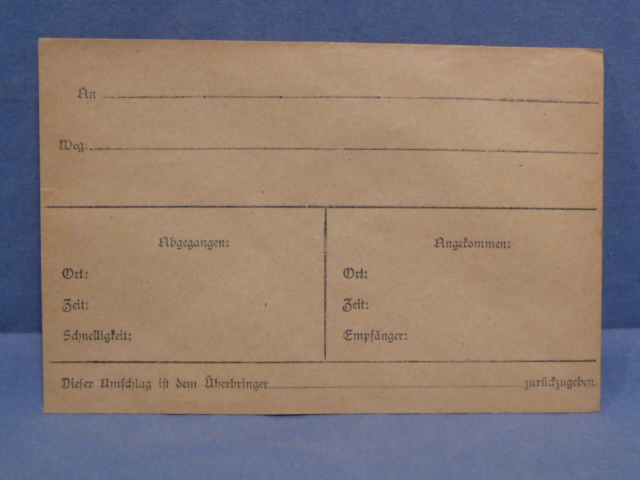 An
Weg:
Abgegangen:
Ort:
Zeit:
Schnelligkeit:
Angekommen:
Ort:
Zeit:
Empfänger:
Dieser Umschlag ist dem Überbringer zurückzugeben.